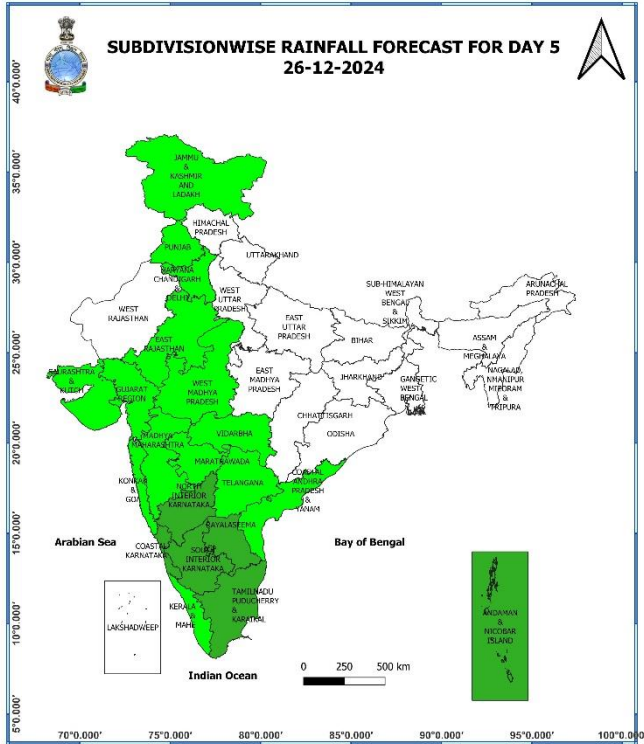 SUBDIVISIONWISE RAINFALL FORECAST FOR DAY 5
26-12-2024
40°0.000'
35°0.000'
30°0.000'
25°0.000'
20°0.000'
15°0.000'
10°0.000'
5°0.000'
JAMMU
&
KASHMIR
AND
LADAKH
HIMACHAL
PRADESH
PUNJAB
UTTARAKHAND
HARYANA
CHANDIGARH
&
DELHI
WEST
UTTAR
PRADESH
SUB-HIMALAYAN
WEST
BENGAL
&
SIKKIM
ARUNACHAL
PRADESH
WEST
RAJASTHAN
EAST
RAJASTHAN
EAST
UTTAR
PRADESH
BIHAR
ASSAM
&
MEGHALAYA
SAURASHTRA
&
KUTCH
GUJARAT
REGION
WEST
MADHYA
PRADESH
EAST
MADHYA
PRADESH
JHARKHAND
GANGETIC
WEST
BENGAL
&
TRIPURA
CHHATTISGARH
ODISHA
MADHYA
MAHARASHTRA
VIDARBHA
MARATHWADA
KONKAN
&
GOA
NORTH
INTERIOR
KARNATAKA
TELANGANA
COASTAL
ANDHRA
PRADESH
&
YANAM
RAYALASEEMA
Arabian Sea
COASTAL
KARNATAKA
SOUTH
INTERIOR
KARNATAKA
Bay of Bengal
KERALA
&
MAHE
TAMILNADU
PUDUCHERRY
&
KARAIKAL
LAKSHADWEEP
ANDAMAN
&
NICOBAR
ISLAND
Indian Ocean
0 250 500 km
70°0.000' 75°0.000' 80°0.000' 85°0.000' 90°0.000' 95°0.000' 100°0.000'